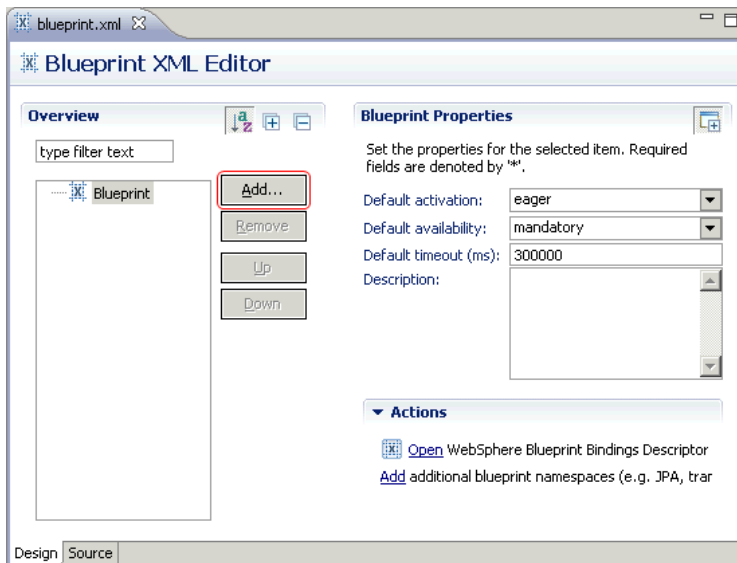 blueprint.xml
Blueprint XML Editor
Overview
type filter text
Blueprint
Add...
Remove
Up
Down
Blueprint Properties
Set the properties for the selected item. Required
fields are denoted by '*'.
Default activation: eager
Default availability: mandatory
Default timeout (ms): 300000
Description:
Actions
Open WebSphere Blueprint Bindings Descriptor
Add additional blueprint namespaces (e.g. JPA, tran
Design Source